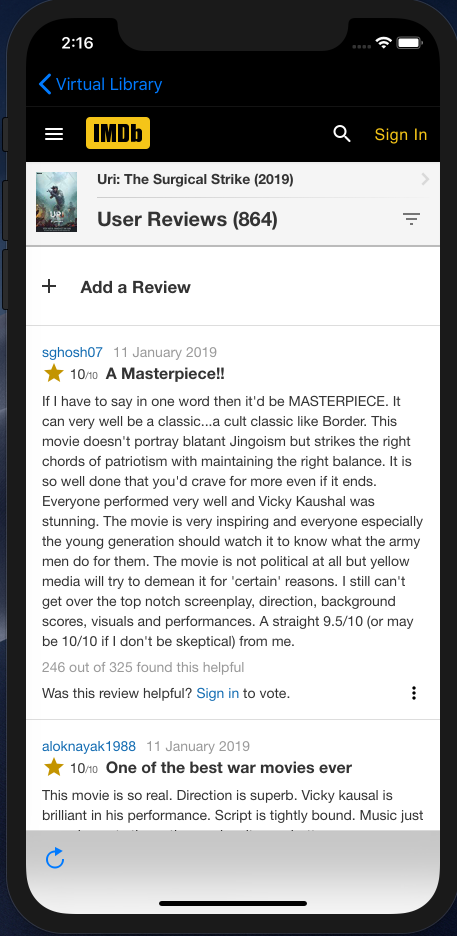 2:16
Virtual Library
IMDb
Sign In
Uri: The Surgical Strike (2019)
User Reviews (864)
Add a Review
sghosh07 11 January 2019
10/10 A Masterpiece!!
If I have to say in one word then it'd be MASTERPIECE. It
can very well be a classic...a cult classic like Border. This
movie doesn't portray blatant Jingoism but strikes the right
chords of patriotism with maintaining the right balance. It is
so well done that you'd crave for more even if it ends.
Everyone performed very well and Vicky Kaushal was
stunning. The movie is very inspiring and everyone especially
the young generation should watch it to know what the army
men do for them. The movie is not political at all but yellow
media will try to demean it for 'certain' reasons. I still can't
get over the top notch screenplay, direction, background
scores, visuals and performances. A straight 9.5/10 (or may
be 10/10 if I don't be skeptical) from me.
246 out of 325 found this helpful
Was this review helpful? Sign in to vote.
aloknayak1988 11 January 2019
10/10 One of the best war movies ever
This movie is so real. Direction is superb. Vicky kausal is
brilliant in his performance. Script is tightly bound. Music just